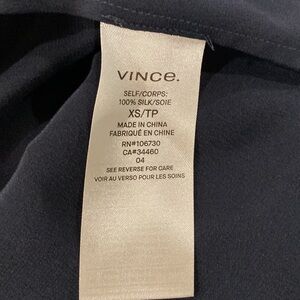 VINCE.
SELF/CORPS:
100% SILK/SOIE
XS/TP
MADE IN CHINA
FABRIQUÉ EN CHINE
RN#106730
CA#34460
04
SEE REVERSE FOR CARE
VOIR AU VERSO POUR LES SOINS